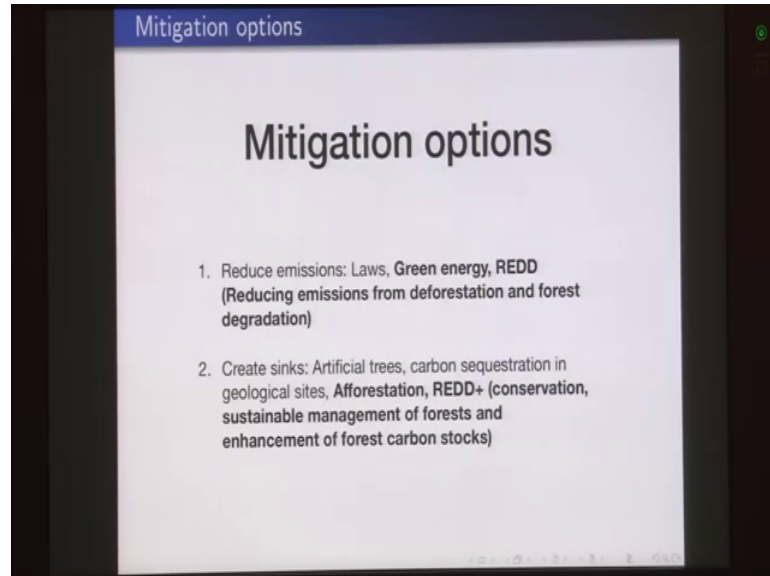 Mitigation options
Mitigation options
1. Reduce emissions: Laws, Green energy, REDD
(Reducing emissions from deforestation and forest
degradation)
2. Create sinks: Artificial trees, carbon sequestration in
geological sites, Afforestation, REDD+ (conservation,
sustainable management of forests and
enhancement of forest carbon stocks)